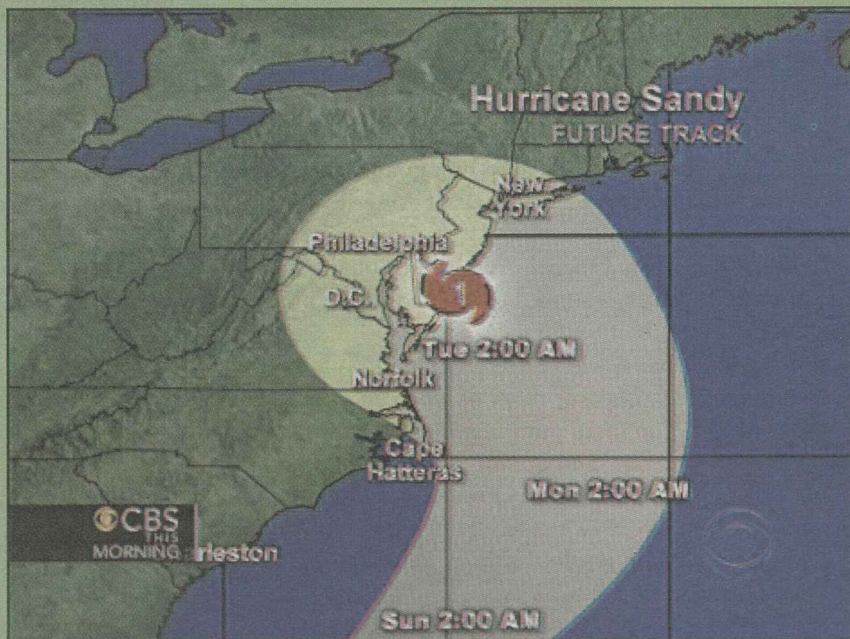 Hurricane Sandy
FUTURE TRACK
New
York
Philadelphia
D.C.
1
Tue 2:00 AM
Norfolk
Cape
Hatteras
Mon 2:00 AM
CBS
THIS
MORNING
arleston
Sun 2:00 AM